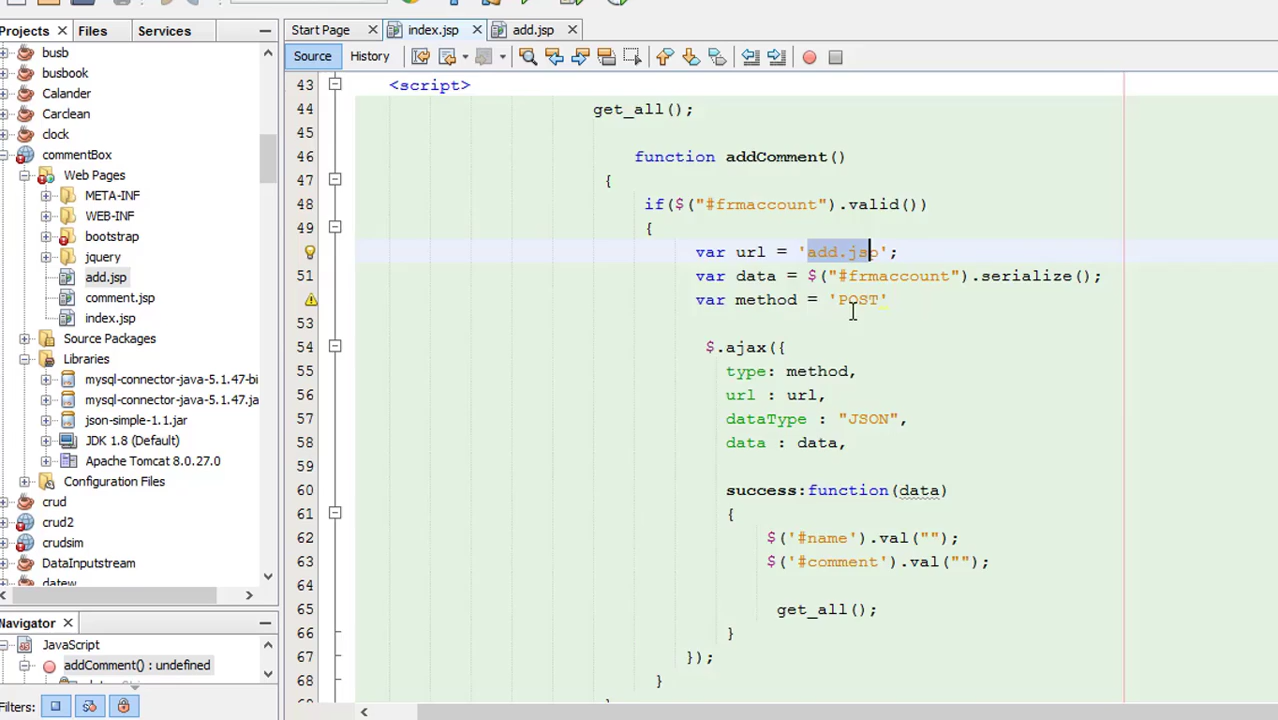 Projects
Files
Services
busb
busbook
Calander
Carclean
clock
commentBox
Web Pages
META-INF
WEB-INF
bootstrap
jquery
add.jsp
comment.jsp
index.jsp
Source Packages
Libraries
mysql-connector-java-5.1.47-bi
mysql-connector-java-5.1.47.ja
json-simple-1.1.jar
JDK 1.8 (Default)
Apache Tomcat 8.0.27.0
Configuration Files
crud
crud2
crudsim
DataInputstream
datew
Navigator
JavaScript
addComment() : undefined
Filters:
Start Page
index.jsp
add.jsp
Source
History
43 <script>
44 get_all();
45
46 function addComment()
47 {
48 if($("#frmaccount").valid())
49 {
var url = 'add.jsp';
51 var data = $("#frmaccount").serialize();
var method = 'POST'
53
54 $.ajax({
55 type: method,
56 url : url,
57 dataType : "JSON",
58 data : data,
59
60 success:function(data)
61 {
62 $('#name').val("");
63 $('#comment').val("");
64
65 get_all();
66 }
67 });
68 }